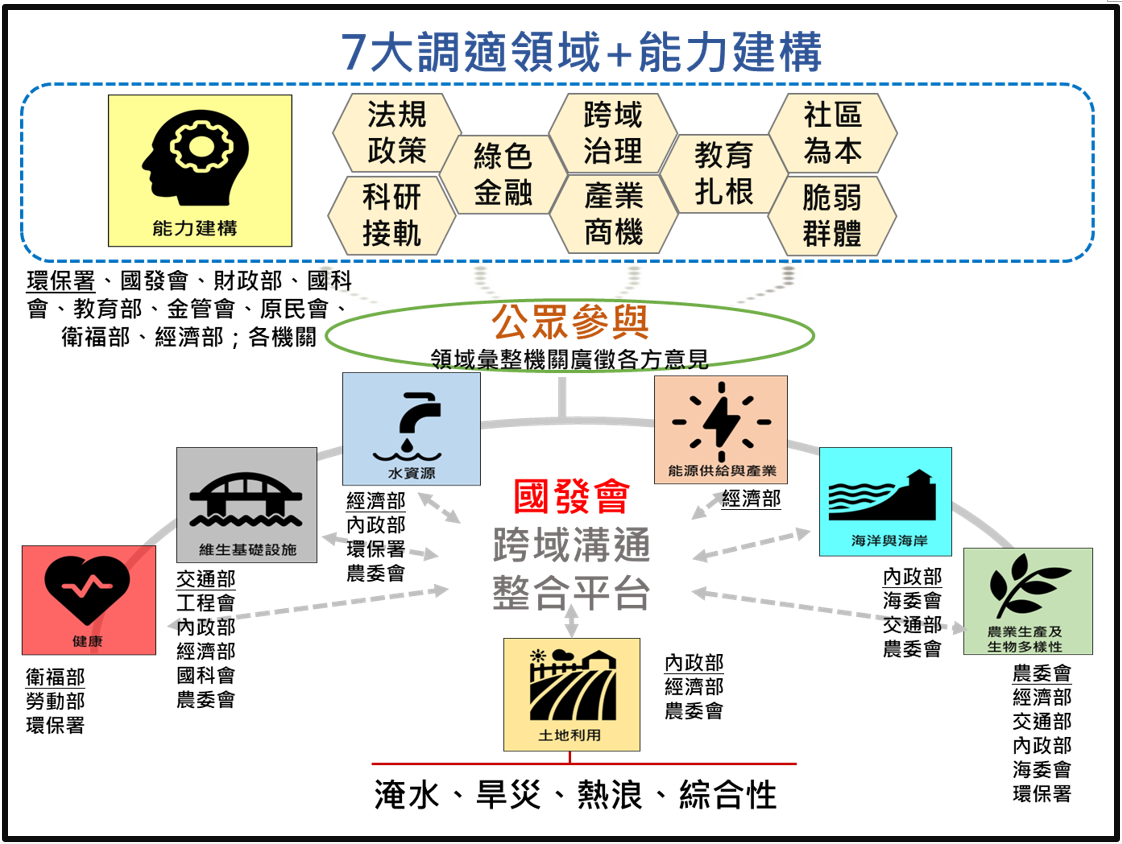 7大調適領域+能力建構
能力建構
法規
政策
科研
接軌
綠色
金融
跨域
治理
產業
商機
教育
扎根
社區
為本
脆弱
群體
環保署、國發會、財政部、國科
會、教育部、金管會、原民會、
衛福部、經濟部；各機關
公眾參與
領域彙整機關廣徵各方意見
健康
衛福部
勞動部
環保署
維生基礎設施
交通部
工程會
內政部
經濟部
國科會
農委會
水資源
經濟部
內政部
環保署
農委會
國發會
跨域溝通
整合平台
能源供給與產業
經濟部
海洋與海岸
內政部
海委會
交通部
農委會
農業生產及
生物多樣性
農委會
經濟部
交通部
內政部
海委會
環保署
土地利用
內政部
經濟部
農委會
淹水、旱災、熱浪、綜合性